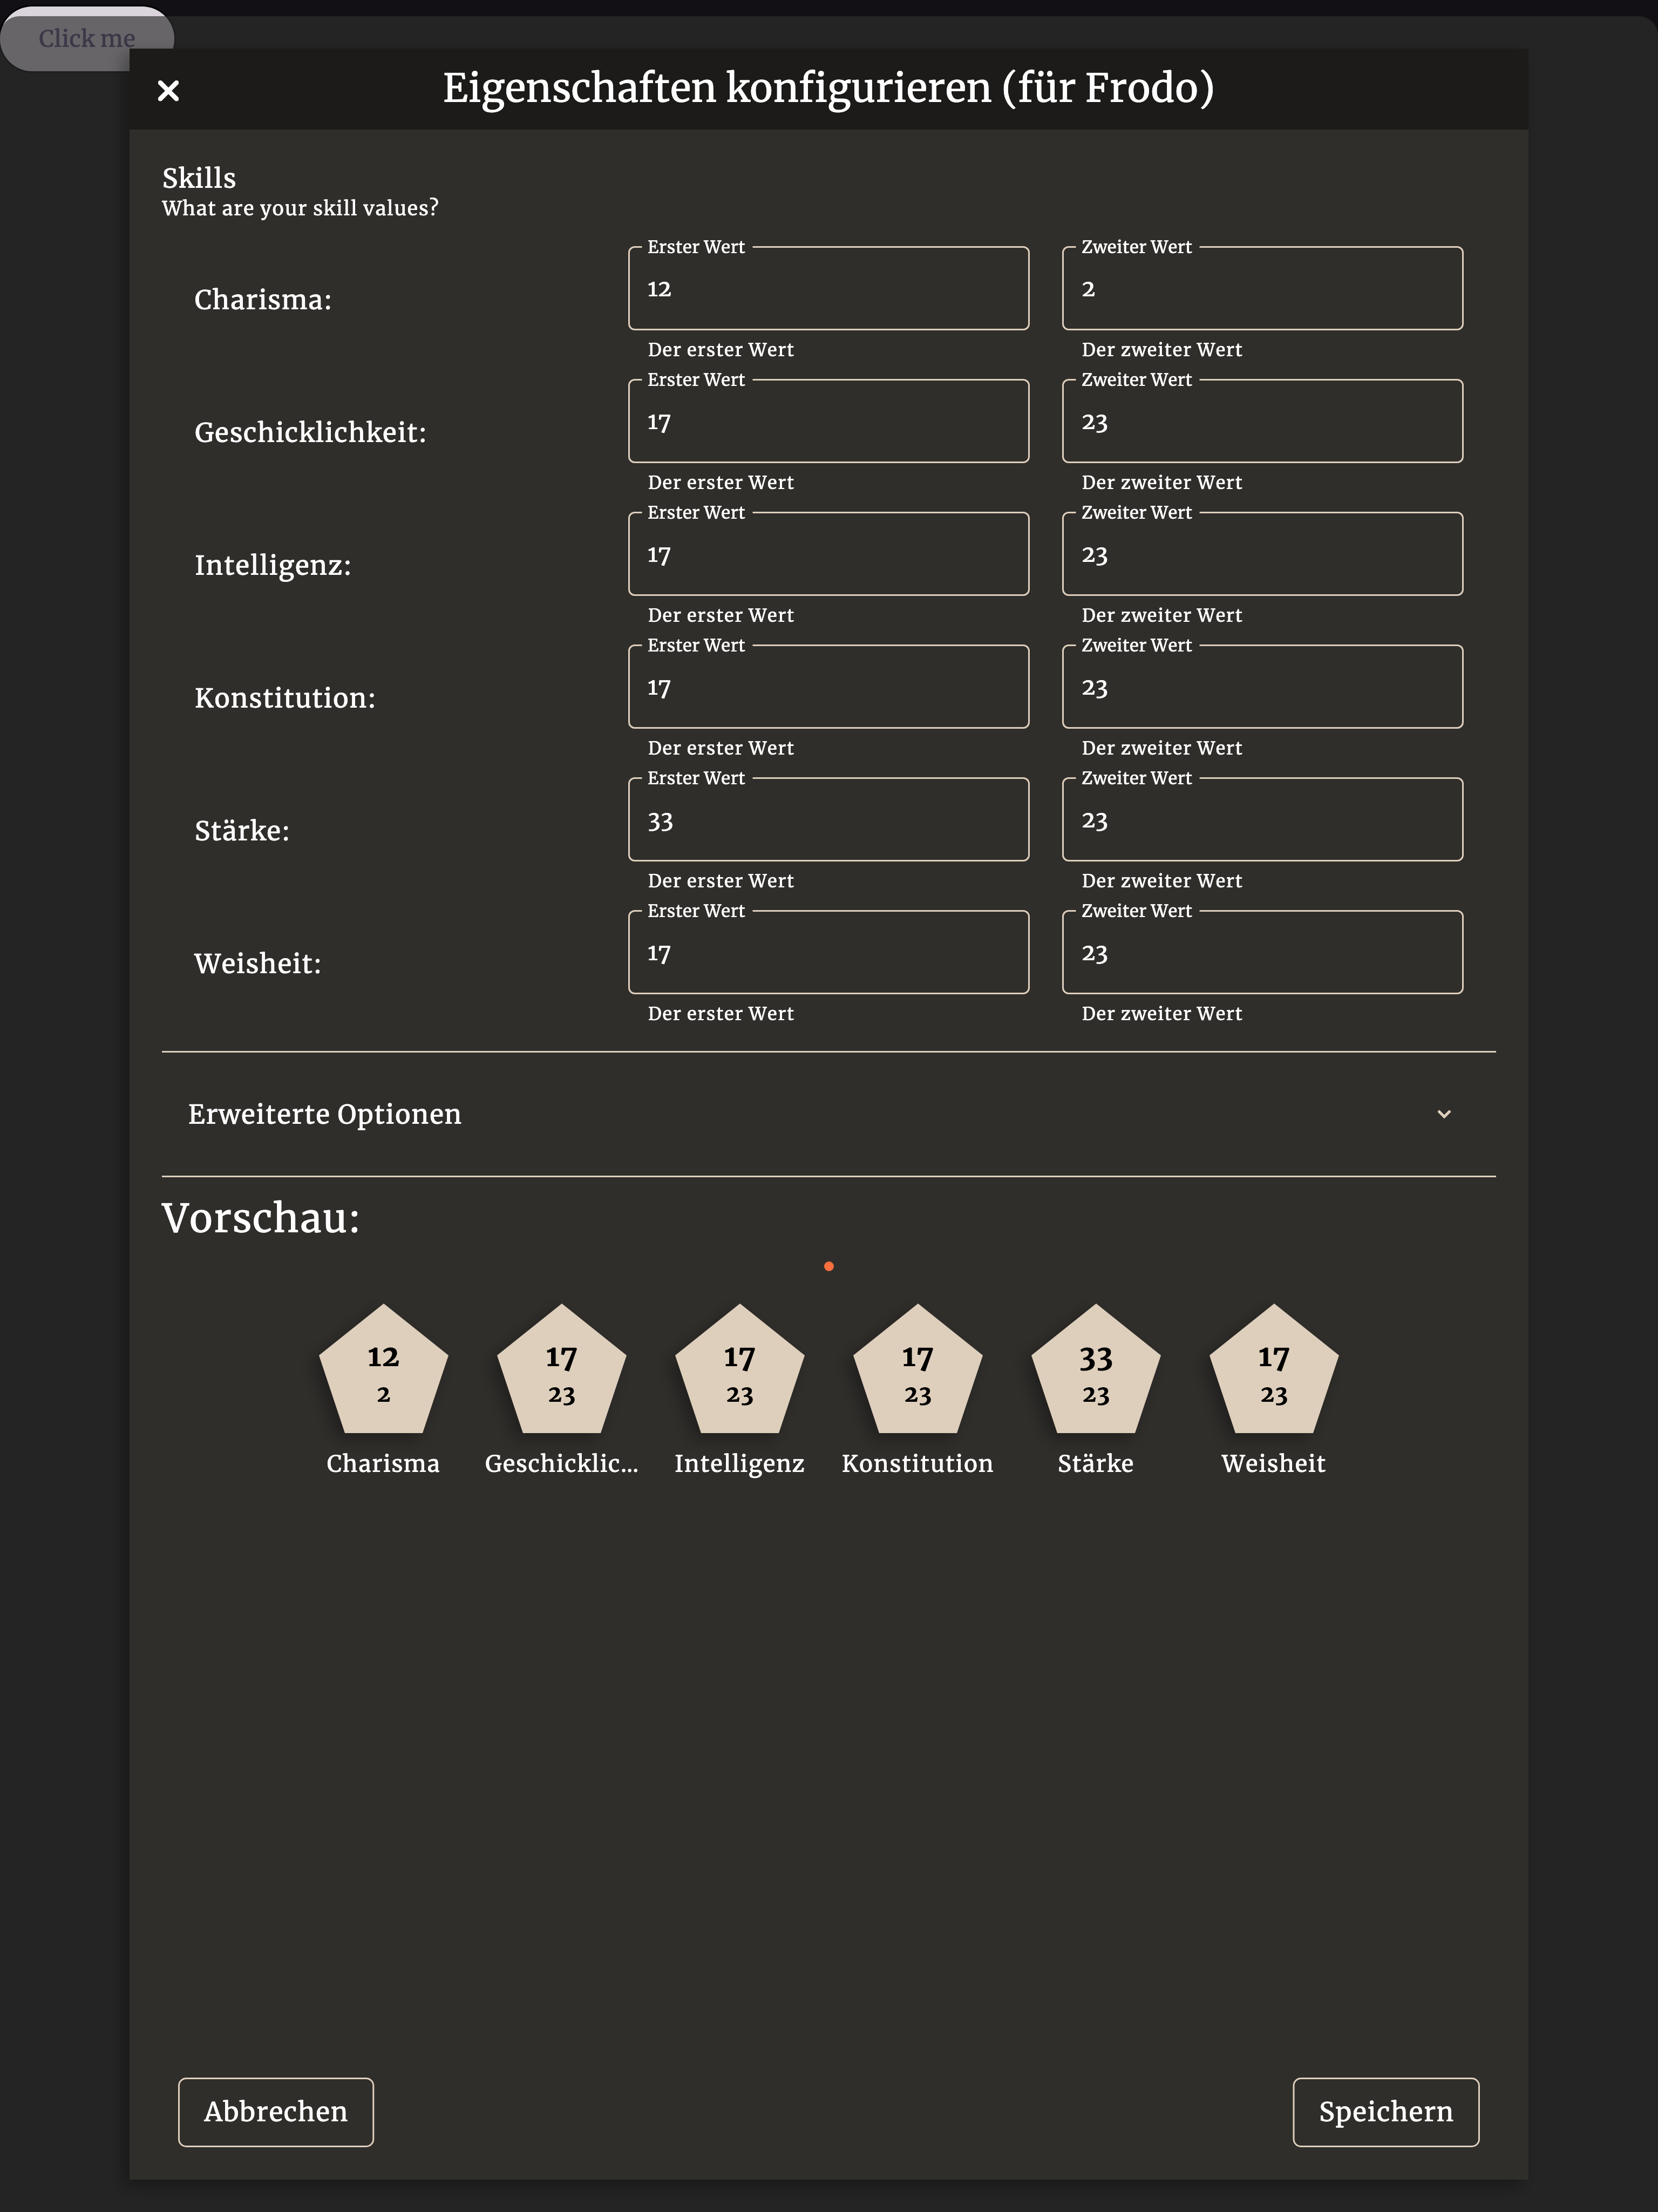 Click me
Eigenschaften konfigurieren (für Frodo)
Skills
What are your skill values?
Erster Wert Zweiter Wert
Charisma: 12 2
Der erster Wert Der zweiter Wert
Erster Wert Zweiter Wert
Geschicklichkeit: 17 23
Der erster Wert Der zweiter Wert
Erster Wert Zweiter Wert
Intelligenz: 17 23
Der erster Wert Der zweiter Wert
Erster Wert Zweiter Wert
Konstitution: 17 23
Der erster Wert Der zweiter Wert
Erster Wert Zweiter Wert
Stärke: 33 23
Der erster Wert Der zweiter Wert
Erster Wert Zweiter Wert
Weisheit: 17 23
Der erster Wert Der zweiter Wert
Erweiterte Optionen
Vorschau:
12 17 17 17 33 17
2 23 23 23 23 23
Charisma Geschicklic... Intelligenz Konstitution Stärke Weisheit
Abbrechen Speichern